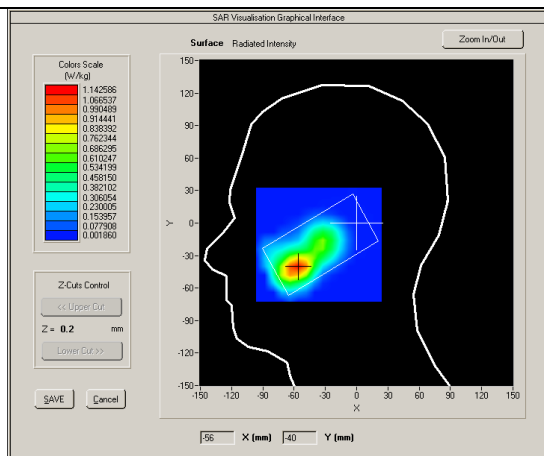 SAR Visualisation Graphical Interface
Surface Radiated Intensity
Zoom In/Out
Colors Scale
(W/kg)
1.142586
1.066537
0.990489
0.914441
0.838392
0.762344
0.686295
0.610247
0.534199
0.458150
0.382102
0.306054
0.230005
0.153957
0.077908
0.001860
Z-Cuts Control
<< Upper Cut
Z = 0.2 mm
Lower Cut >>
SAVE Cancel
150
120
90
60
30
0
-30
-60
-90
-120
-150
Y
-150 -120 -90 -60 -30 0 30 60 90 120 150
X
-56 X (mm) -40 Y (mm)